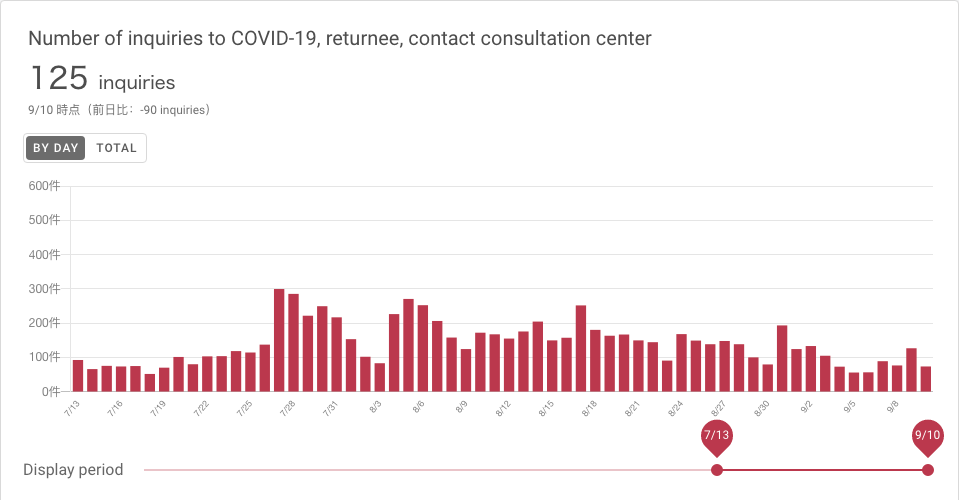 Number of inquiries to COVID-19, returnee, contact consultation center
125 inquiries
9/10 時点（前日比：-90 inquiries）
BY DAY TOTAL
600件
500件
400件
300件
200件
100件
0件
7/13 7/16 7/19 7/22 7/25 7/28 7/31 8/3 8/6 8/9 8/12 8/15 8/18 8/21 8/24 8/27 8/30 9/2 9/5 9/8
7/13 9/10
Display period